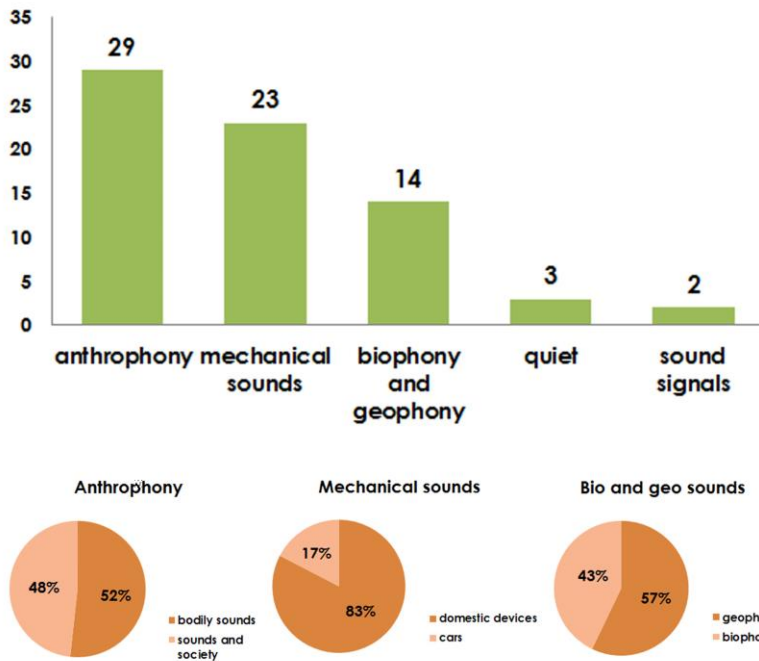 35
30
25
20
15
10
5
0
29
23
14
3
2
anthrophony
mechanical
sounds
biophony
and
geophony
quiet
sound
signals
Anthrophony
48%
52%
bodily sounds
sounds and
society
Mechanical sounds
17%
83%
domestic devices
cars
Bio and geo sounds
43%
57%
geoph
biopho